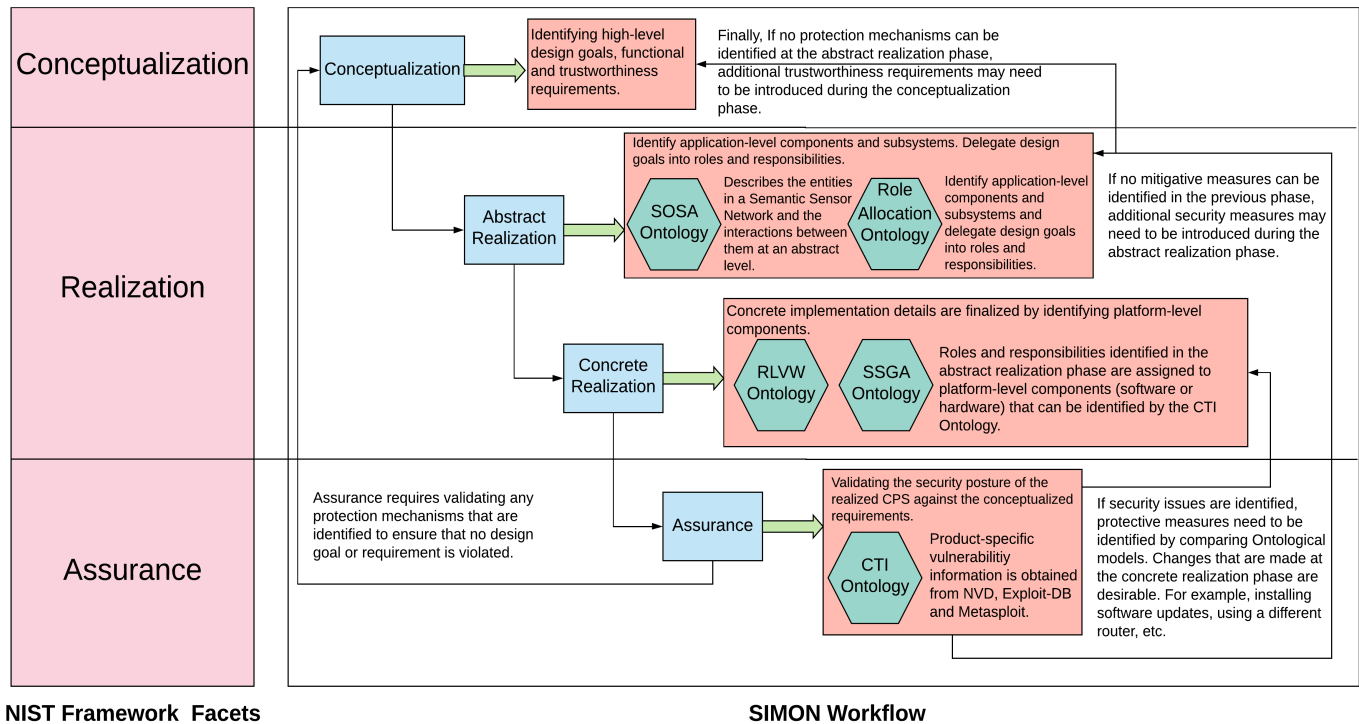 Conceptualization
Realization
Assurance
NIST Framework  Facets
Conceptualization
Identifying high-level
design goals, functional
and trustworthiness
requirements.
Finally, If no protection mechanisms can be
identified at the abstract realization phase,
additional trustworthiness requirements may need
to be introduced during the conceptualization
phase.
Abstract
Realization
Identify application-level components and subsystems. Delegate design
goals into roles and responsibilities.
SOSA
Ontology
Describes the entities
in a Semantic Sensor
Network and the
interactions between
them at an abstract
level.
Role
Allocation
Ontology
Identify application-level
components and
subsystems and
delegate design goals
into roles and
responsibilities.
If no mitigative measures can be
identified in the previous phase,
additional security measures may
need to be introduced during the
abstract realization phase.
Concrete
Realization
Concrete implementation details are finalized by identifying platform-level
components.
RLVW
Ontology
SSGA
Ontology
Roles and responsibilities identified in the
abstract realization phase are assigned to
platform-level components (software or
hardware) that can be identified by the CTI
Ontology.
Assurance requires validating any
protection mechanisms that are
identified to ensure that no design
goal or requirement is violated.
Assurance
Validating the security posture of the
realized CPS against the conceptualized
requirements.
CTI
Ontology
Product-specific
vulnerabilitiy
information is obtained
from NVD, Exploit-DB
and Metasploit.
If security issues are identified,
protective measures need to be
identified by comparing Ontological
models. Changes that are made at
the concrete realization phase are
desirable. For example, installing
software updates, using a different
router, etc.
SIMON Workflow